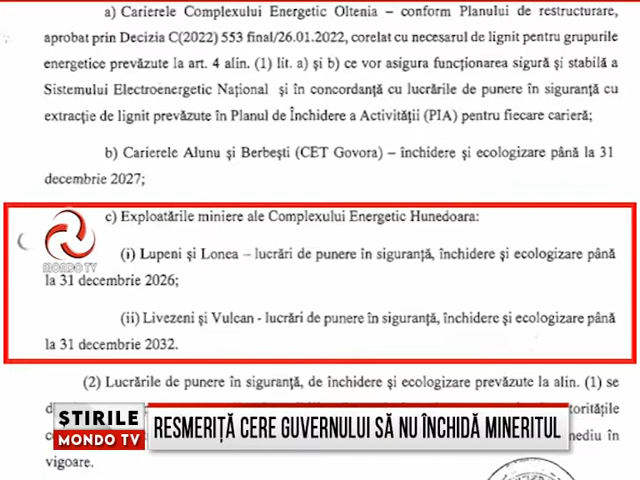 a) Carierele Complexului Energetic Oltenia – conform Planului de restructurare,
aprobat prin Decizia C(2022) 553 final/26.01.2022, corelat cu necesarul de lignit pentru grupurile
energetice prevăzute la art. 4 alin. (1) lit. a) și b) ce vor asigura funcționarea sigură și stabilă a
Sistemului Electroenergetic Național și în concordanță cu lucrările de punere în siguranță cu
extracție de lignit prevăzute în Planul de Închidere a Activității (PIA) pentru fiecare carieră;
b) Carierele Alunu și Berbești (CET Govora) – închidere și ecologizare până la 31
decembrie 2027;
c) Exploatările miniere ale Complexului Energetic Hunedoara:
(i) Lupeni și Lonea – lucrări de punere în siguranță, închidere și ecologizare până
MONDO TV
la 31 decembrie 2026;
(ii) Livezeni și Vulcan - lucrări de punere în siguranță, închidere și ecologizare până
la 31 decembrie 2032.
(2) Lucrările de punere în siguranță, de închidere și ecologizare prevăzute la alin. (1) se
ȘTIRILE
MONDO TV
RESMERIȚĂ CERE GUVERNULUI SĂ NU ÎNCHIDĂ MINERITUL
vigoare.